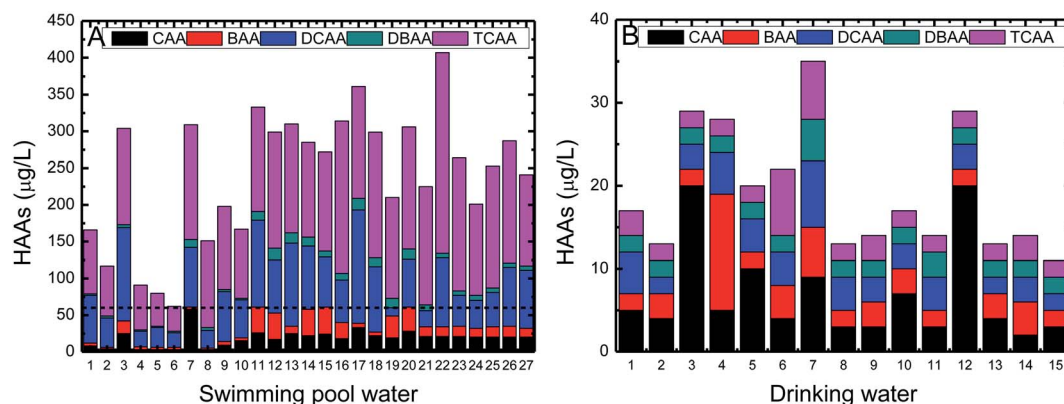 A
CAA BAA DCAA DBAA TCAA
HAAs (µg/L)
450
400
350
300
250
200
150
100
50
0
1 2 3 4 5 6 7 8 9 10 11 12 13 14 15 16 17 18 19 20 21 22 23 24 25 26 27
Swimming pool water
B
CAA BAA DCAA DBAA TCAA
HAAs (µg/L)
40
30
20
10
0
1 2 3 4 5 6 7 8 9 10 11 12 13 14 15
Drinking water